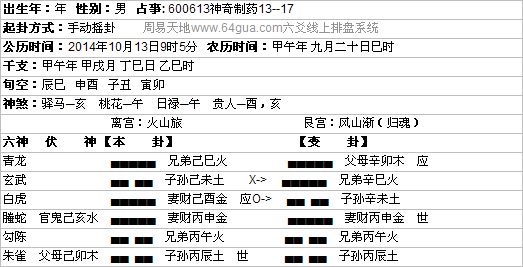 出生年：年 性别：男 占事：600613神奇制药13--17
起卦方式：手动摇卦 周易天地www.64gua.com六爻线上排盘系统
公历时间：2014年10月13日9时5分 农历时间：甲午年 九月二十日巳时
干支：甲午年 甲戌月 丁巳日 乙巳时
旬空：辰巳 申酉 子丑 寅卯
神煞：驿马—亥 桃花—午 日禄—午 贵人—酉，亥
离宫：火山旅 艮宫：风山渐（归魂）
六神 伏 神【本 卦】 【变 卦】
青龙 兄弟己巳火 父母辛卯木 应
玄武 子孙己未土 X-> 兄弟辛巳火
白虎 妻财己酉金 应O-> 子孙辛未土
螣蛇 官鬼己亥水 妻财丙申金 妻财丙申金 世
勾陈 兄弟丙午火 兄弟丙午火
朱雀 父母己卯木 子孙丙辰土 世 子孙丙辰土